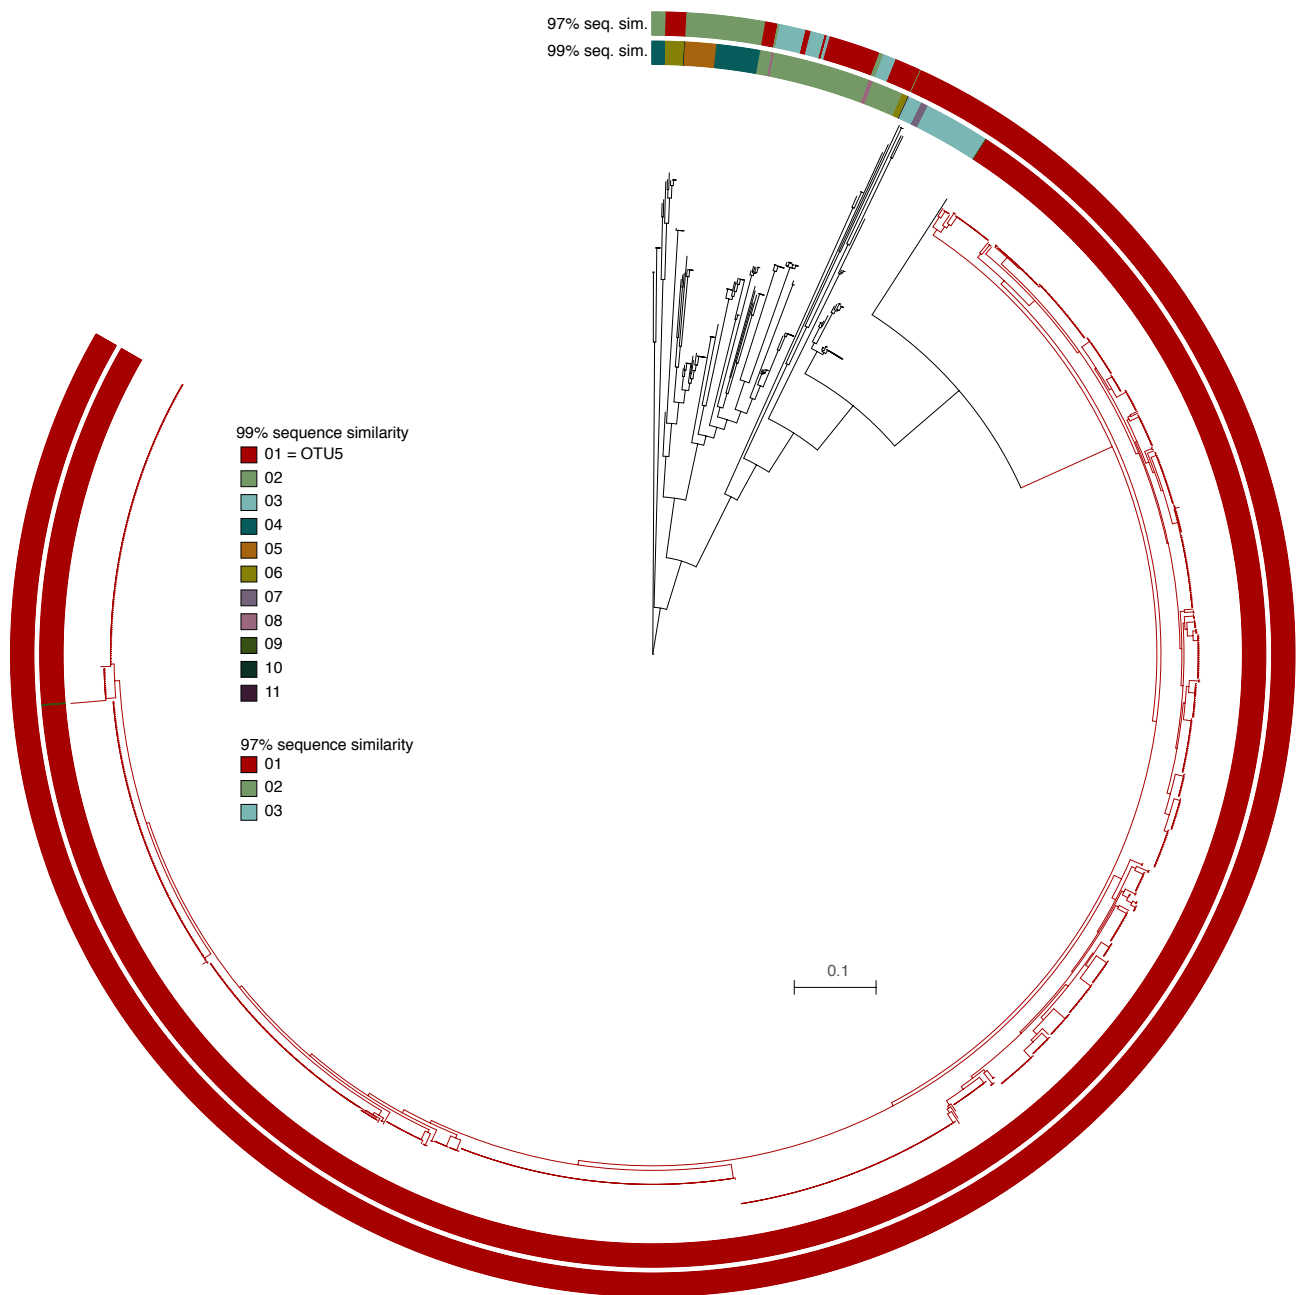 97% seq. sim.
99% seq. sim.
99% sequence similarity
01 = OTU5
02
03
04
05
06
07
08
09
10
11
97% sequence similarity
01
02
03
0.1